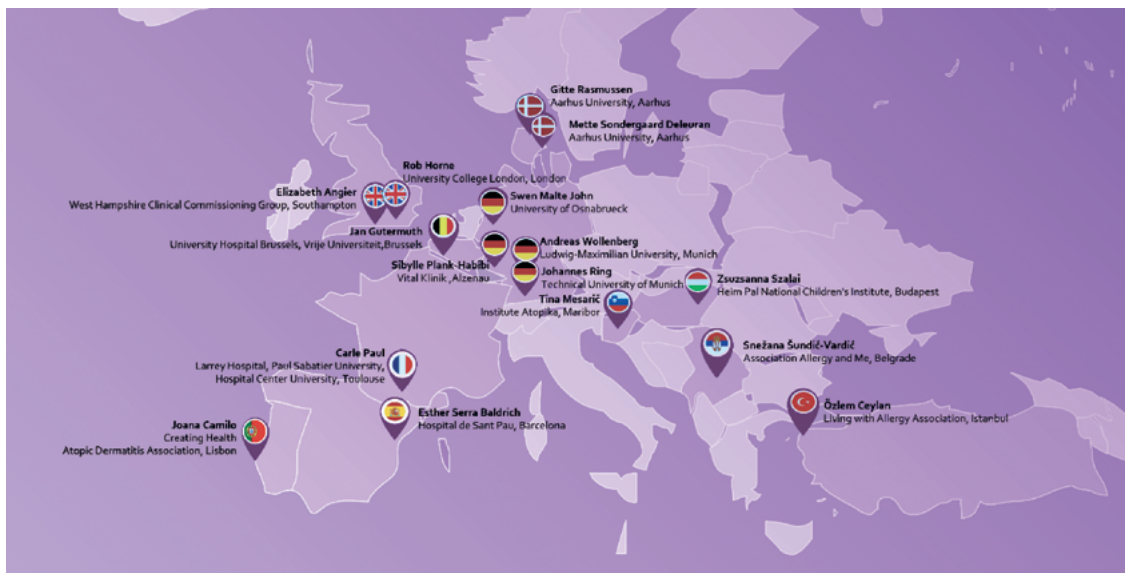 Gitte Rasmussen
Aarhus University, Aarhus
Mette Sondergaard Deleuran
Aarhus University, Aarhus
Rob Horne
University College London, London
Elizabeth Angier
West Hampshire Clinical Commissioning Group, Southampton
Swen Malte John
University of Osnabrueck
Jan Gutermuth
University Hospital Brussels, Vrije Universiteit,Brussels
Andreas Wollenberg
Ludwig-Maximilian University, Munich
Sibylle Plank-Habibi
Vital Klinik ,Alzenau
Johannes Ring
Technical University of Munich
Zsuzsanna Szalai
Heim Pal National Children's Institute, Budapest
Tina Mesarič
Institute Atopika, Maribor
Snežana Šundić-Vardić
Association Allergy and Me, Belgrade
Carle Paul
Larrey Hospital, Paul Sabatier University,
Hospital Center University, Toulouse
Özlem Ceylan
Living with Allergy Association, Istanbul
Esther Serra Baldrich
Hospital de Sant Pau, Barcelona
Joana Camilo
Creating Health
Atopic Dermatitis Association, Lisbon